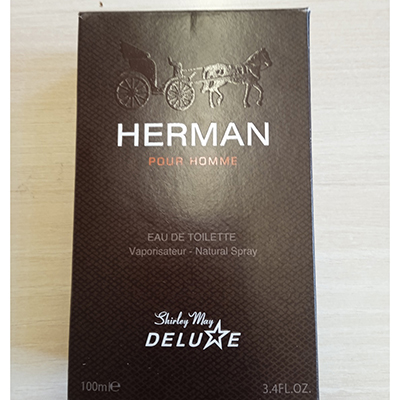 HERMAN
POUR HOMME
EAU DE TOILETTE
Vaporisateur - Natural Spray
Shirley May
DELUXE
100ml℮ 3.4FL.OZ.